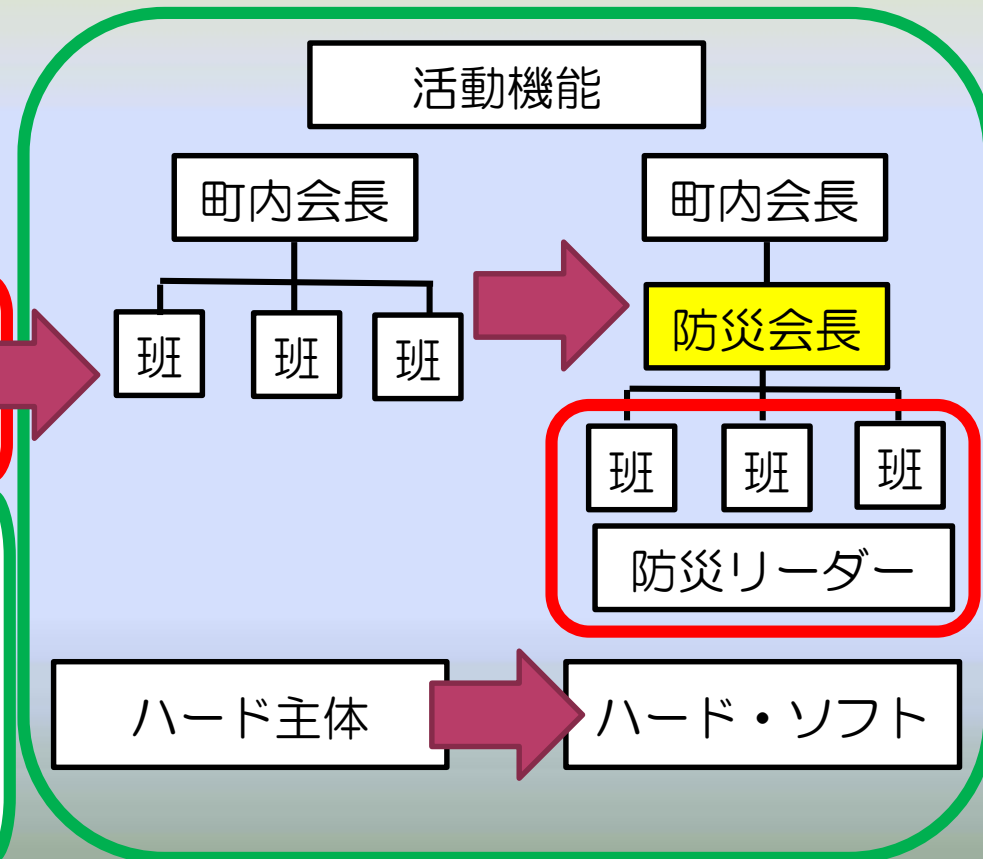 活動機能
町内会長
班
班
班
町内会長
防災会長
班
班
班
防災リーダー
ハード主体
ハード・ソフト